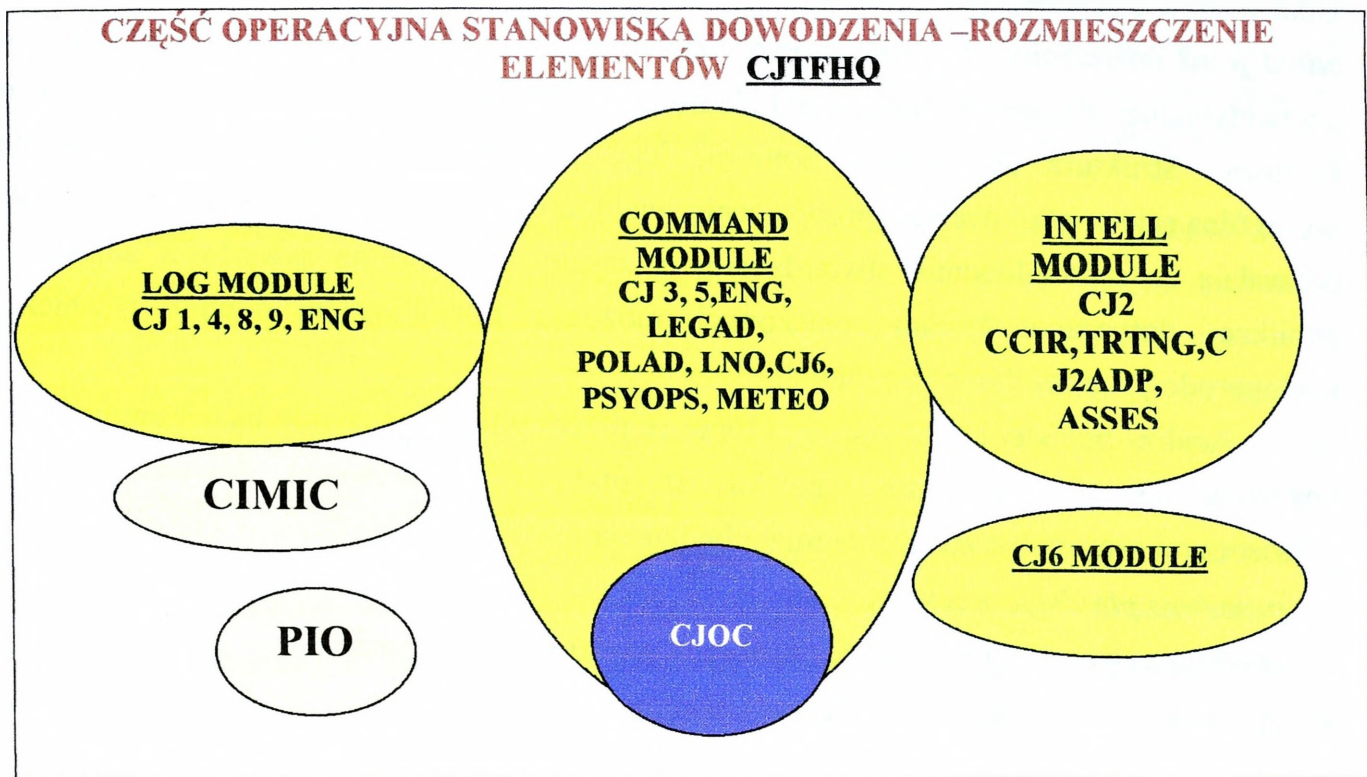 CZĘŚĆ OPERACYJNA STANOWISKA DOWODZENIA –ROZMIESZCZENIE
ELEMENTÓW CJTFHQ
LOG MODULE
CJ 1, 4, 8, 9, ENG
CIMIC
PIO
COMMAND
MODULE
CJ 3, 5,ENG,
LEGAD,
POLAD, LNO,CJ6,
PSYOPS, METEO
CJOC
INTELL
MODULE
CJ2
CCIR,TRTNG,C
J2ADP,
ASSES
CJ6 MODULE